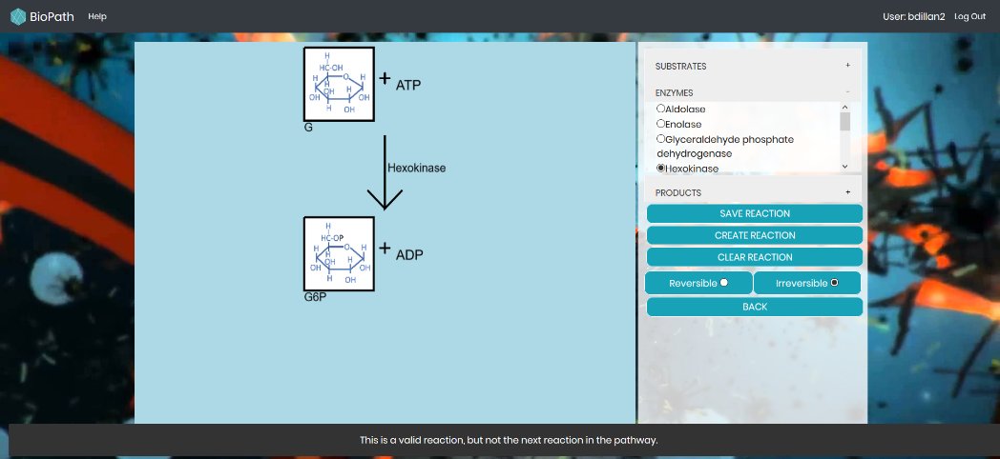 BioPath
Help
User: bdillan2
Log Out
H
HC-OH
H
O
H
H
OH
H
OH
OH
H
OH
+
ATP
G
Hexokinase
H
HC-OP
H
O
H
H
OH
H
OH
OH
H
OH
+
ADP
G6P
SUBSTRATES
+
ENZYMES
-
Aldolase
Enolase
Glyceraldehyde phosphate
dehydrogenase
Hexokinase
PRODUCTS
+
SAVE REACTION
CREATE REACTION
CLEAR REACTION
Reversible
Irreversible
BACK
This is a valid reaction, but not the next reaction in the pathway.